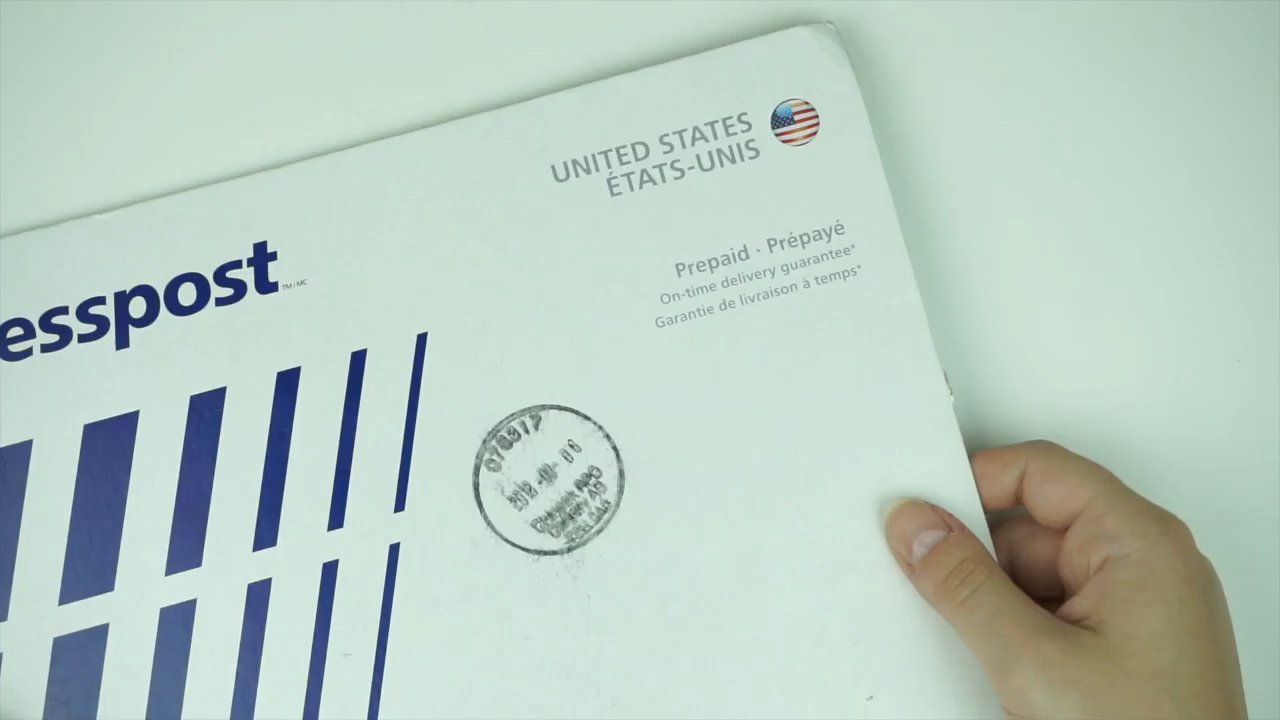 UNITED STATES
ÉTATS-UNIS
Prepaid · Prépayé
On-time delivery guarantee*
Garantie de livraison à temps*
esspost TM/MC